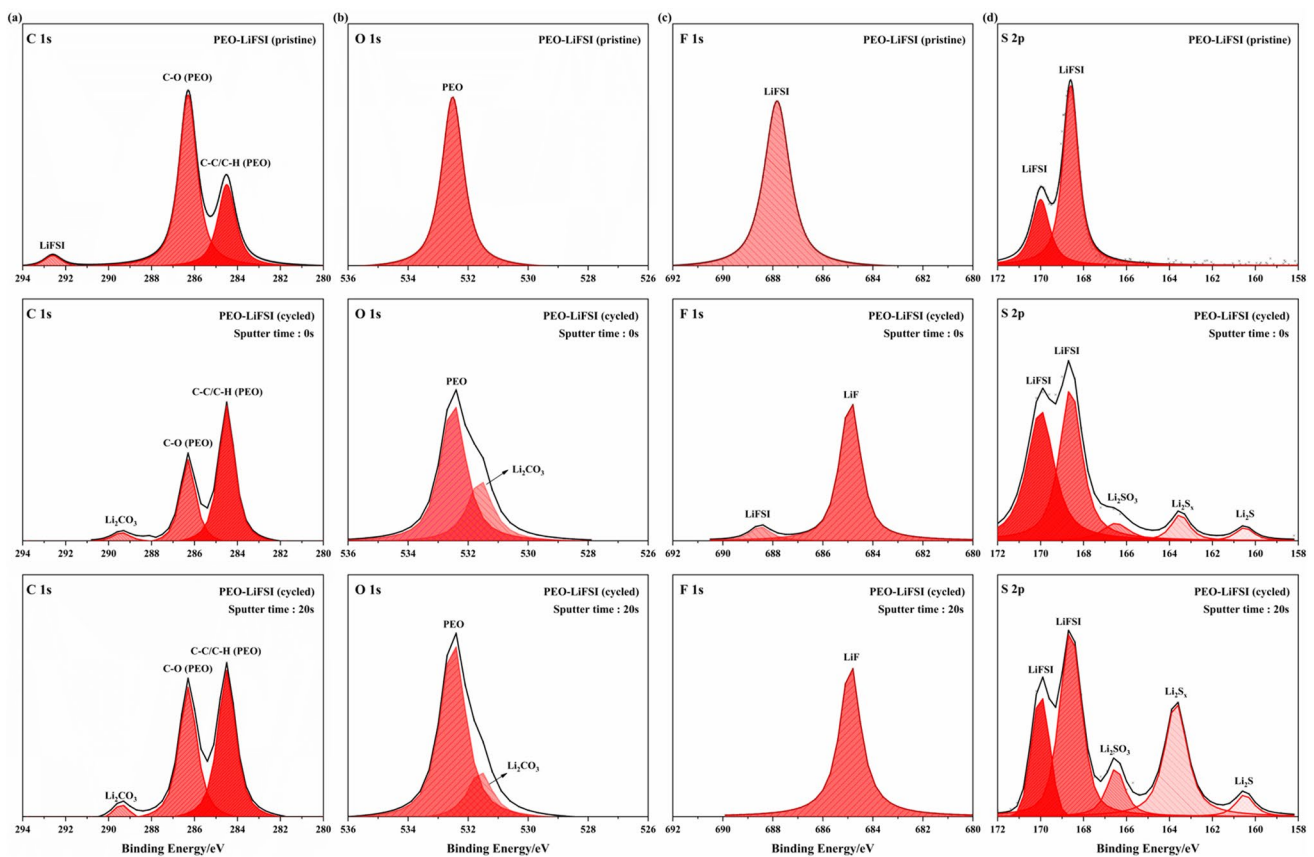 (a)
C 1s
PEO-LiFSI (pristine)
C-O (PEO)
C-C/C-H (PEO)
LiFSI
294 292 290 288 286 284 282 280
(b)
O 1s
PEO-LiFSI (pristine)
PEO
536 534 532 530 528 526
(c)
F 1s
PEO-LiFSI (pristine)
LiFSI
692 690 688 686 684 682 680
(d)
S 2p
PEO-LiFSI (pristine)
LiFSI
LiFSI
172 170 168 166 164 162 160 158
C 1s
PEO-LiFSI (cycled)
Sputter time : 0s
C-C/C-H (PEO)
C-O (PEO)
Li₂CO₃
294 292 290 288 286 284 282 280
O 1s
PEO-LiFSI (cycled)
Sputter time : 0s
PEO
Li₂CO₃
536 534 532 530 528 526
F 1s
PEO-LiFSI (cycled)
Sputter time : 0s
LiF
LiFSI
690 688 686 684 682 680
S 2p
PEO-LiFSI (cycled)
Sputter time : 0s
LiFSI
LiFSI
Li₂SO₃
Li₂Sₓ
Li₂S
172 170 168 166 164 162 160 158
C 1s
PEO-LiFSI (cycled)
Sputter time : 20s
C-C/C-H (PEO)
C-O (PEO)
Li₂CO₃
294 292 290 288 286 284 282 280
Binding Energy/eV
O 1s
PEO-LiFSI (cycled)
Sputter time : 20s
PEO
Li₂CO₃
536 534 532 530 528 526
Binding Energy/eV
F 1s
PEO-LiFSI (cycled)
Sputter time : 20s
LiF
692 690 688 686 684 682 680
Binding Energy/eV
S 2p
PEO-LiFSI (cycled)
Sputter time : 20s
LiFSI
LiFSI
Li₂SO₃
Li₂Sₓ
Li₂S
172 170 168 166 164 162 160 158
Binding Energy/eV